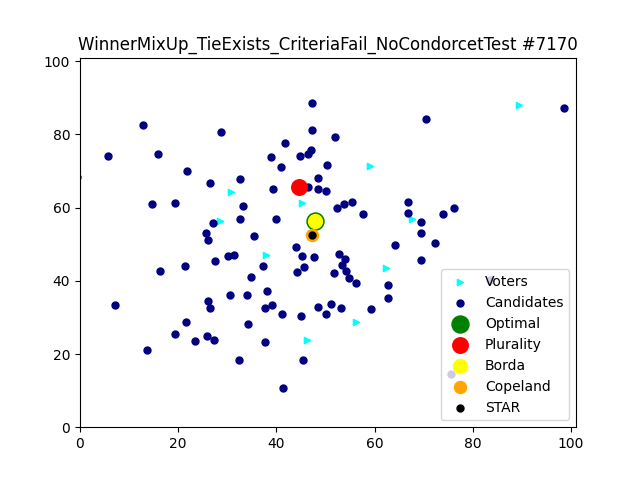 WinnerMixUp_TieExists_CriteriaFail_NoCondorcetTest #7170
100
80
60
40
20
0
0
20
40
60
80
100
Voters
Candidates
Optimal
Plurality
Borda
Copeland
STAR